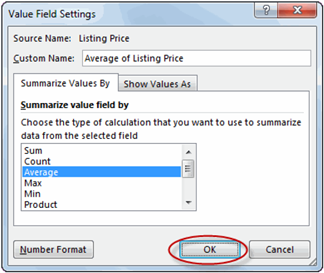 Value Field Settings
Source Name: Listing Price
Custom Name: Average of Listing Price
Summarize Values By Show Values As
Summarize value field by
Choose the type of calculation that you want to use to summarize
data from the selected field
Sum
Count
Average
Max
Min
Product
Number Format OK Cancel